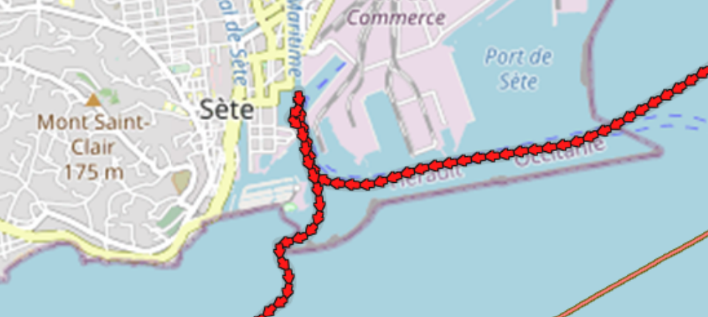 Commerce
Maritime
al de Sète
Port de
Sète
Sète
Mont Saint-
Clair
175 m
Hérault
Occitanie